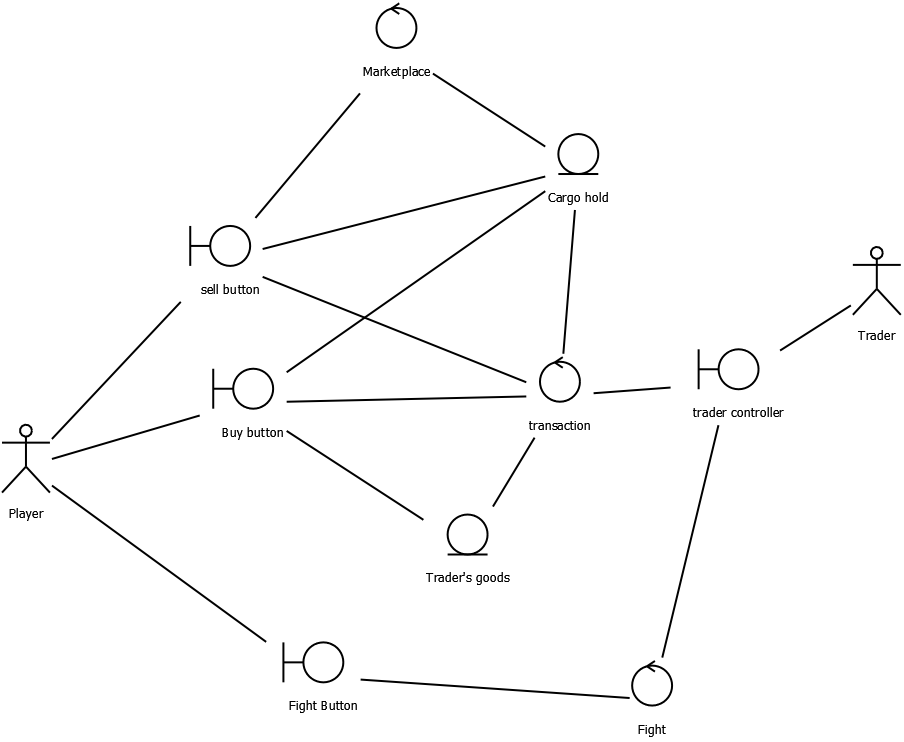 Marketplace
Cargo hold
sell button
Trader
trader controller
Buy button
transaction
Player
Trader's goods
Fight Button
Fight